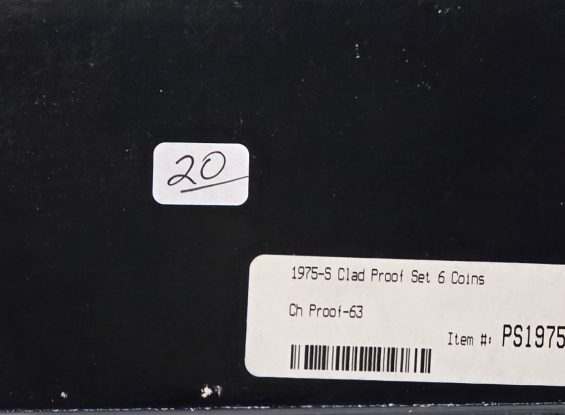 20
1975-S Clad Proof Set 6 Coins
Ch Proof-63
Item #: PS1975